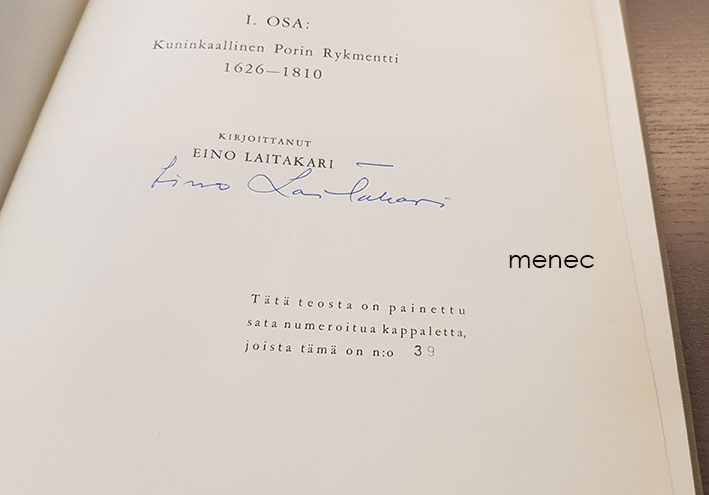 I. OSA:
Kuninkaallinen Porin Rykmentti
1626—1810
KIRJOITTANUT
EINO LAITAKARI
Eino Laitakari
menec
Tätä teosta on painettu
sata numeroitua kappaletta,
joista tämä on n:o 39